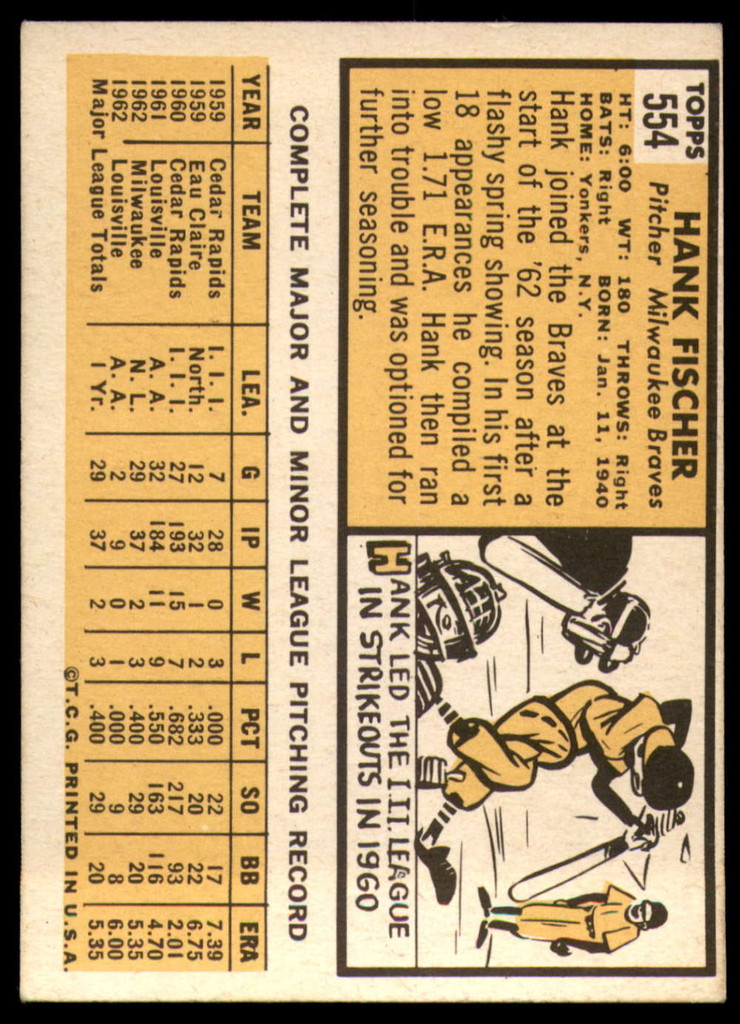 TOPPS
554
HANK FISCHER
Pitcher Milwaukee Braves
HT: 6:00 WT: 180 THROWS: Right
BATS: Right BORN: Jan. 11, 1940
HOME: Yonkers, N.Y.
Hank joined the Braves at the
start of the '62 season after a
flashy spring showing. In his first
18 appearances he compiled a
low 1.71 E.R.A. Hank then ran
into trouble and was optioned for
further seasoning.
HANK LED THE I.I.I. LEAGUE
IN STRIKEOUTS IN 1960
COMPLETE MAJOR AND MINOR LEAGUE PITCHING RECORD
YEAR TEAM LEA. G IP W L PCT SO BB ERA
1959 Cedar Rapids I. I. I. 7 28 0 3 .000 22 17 7.39
1959 Eau Claire North. 12 32 1 2 .333 20 22 6.75
1960 Cedar Rapids I. I. I. 27 193 15 7 .682 217 93 2.01
1961 Louisville A. A. 32 184 11 9 .550 163 116 4.70
1962 Milwaukee N. L. 29 37 2 3 .400 29 20 5.35
1962 Louisville A. A. 2 9 0 1 .000 9 8 6.00
Major League Totals 1 Yr. 29 37 2 3 .400 29 20 5.35
©T.C.G. PRINTED IN U.S.A.